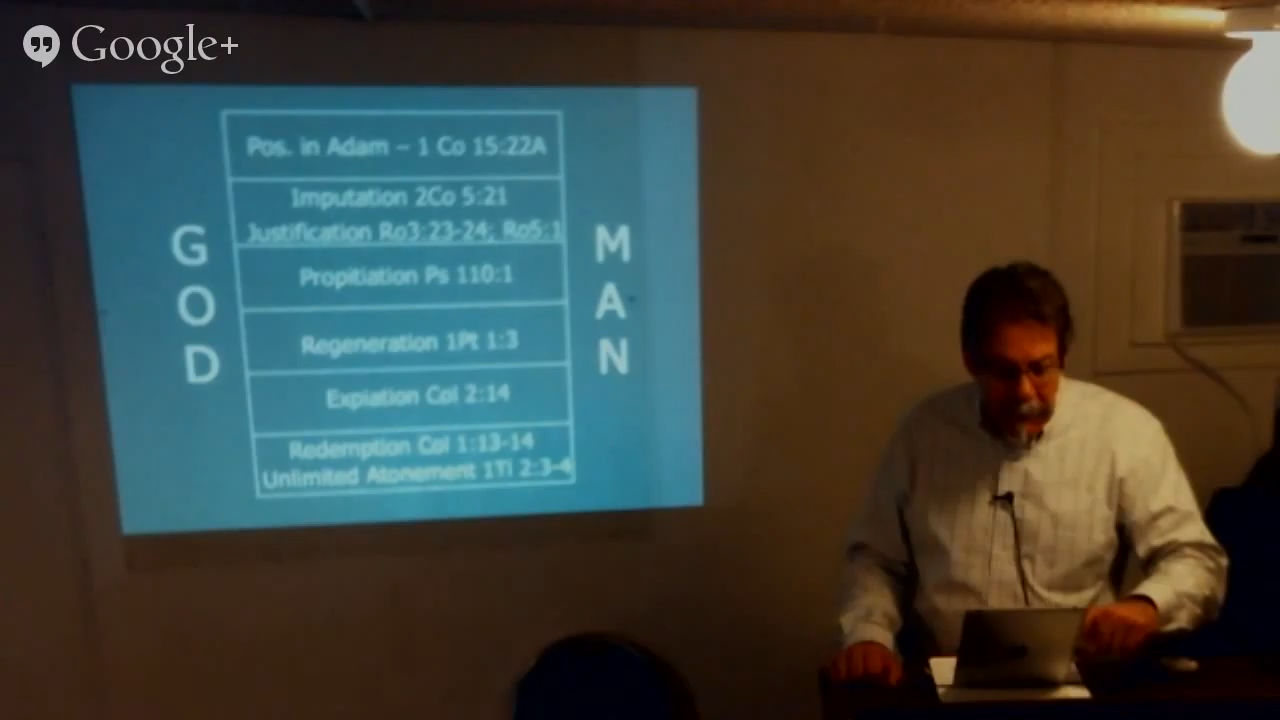 Google+
Pos. in Adam – 1 Co 15:22A
Imputation 2Co 5:21
Justification Ro3:23-24; Ro5:1
Propitiation Ps 110:1
Regeneration 1Pt 1:3
Expiation Col 2:14
Redemption Col 1:13-14
Unlimited Atonement 1Ti 2:3-4
GOD
MAN